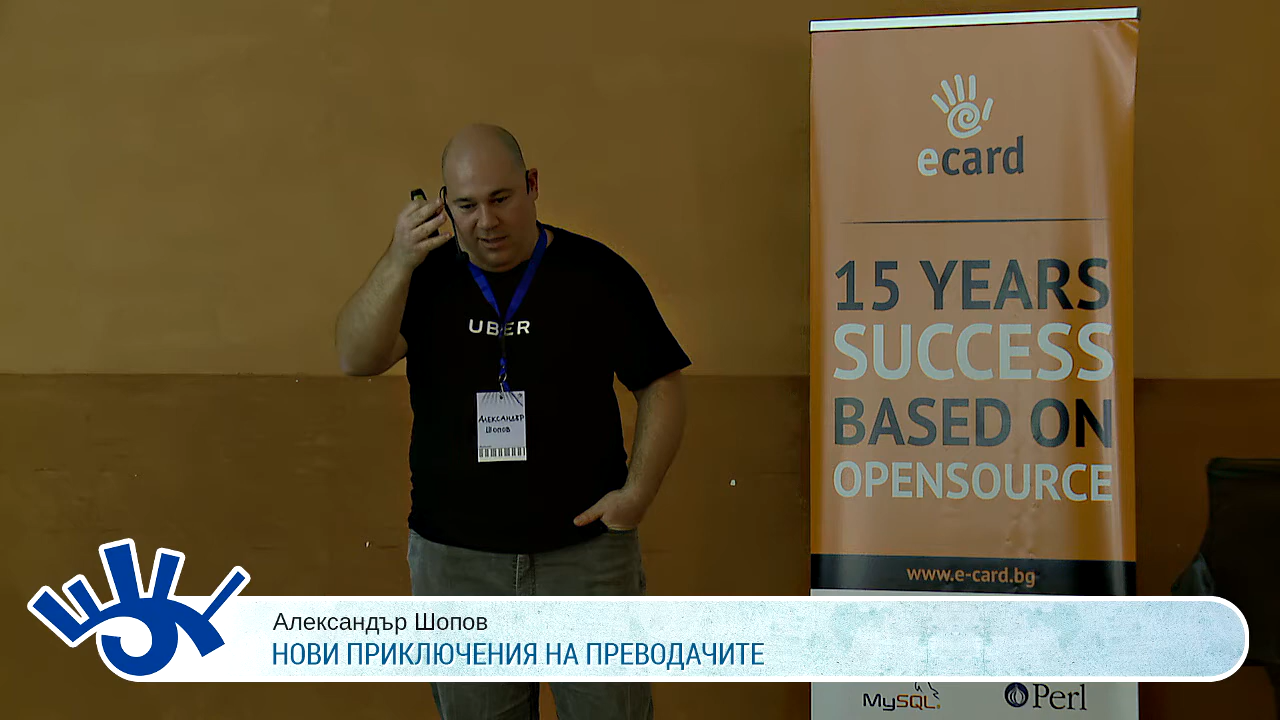 ecard
15 YEARS
SUCCESS
BASED ON
OPENSOURCE
www.e-card.bg
MySQL
Perl
UBER
АЛЕКСАНДЪР
Шопов
Александър Шопов
НОВИ ПРИКЛЮЧЕНИЯ НА ПРЕВОДАЧИТЕ